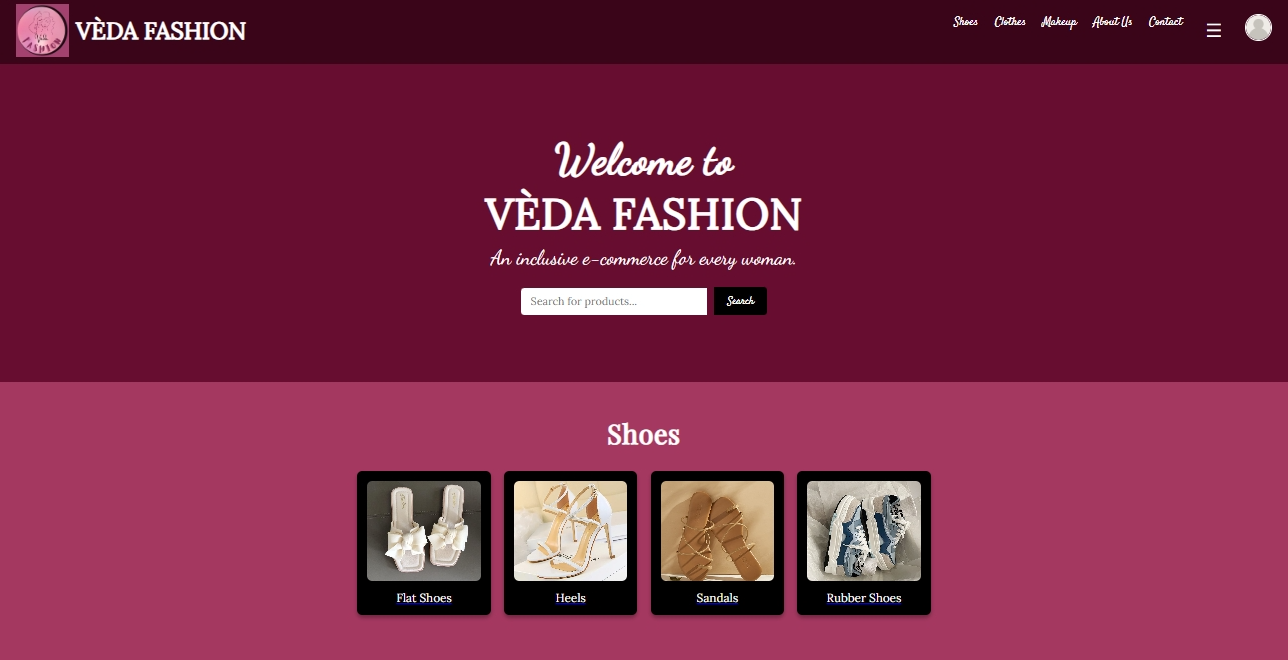 FASHION
VÈDA FASHION
Shoes Clothes Makeup About Us Contact
Welcome to
VÈDA FASHION
An inclusive e-commerce for every woman.
Search for products...
Search
Shoes
Flat Shoes
Heels
Sandals
Rubber Shoes